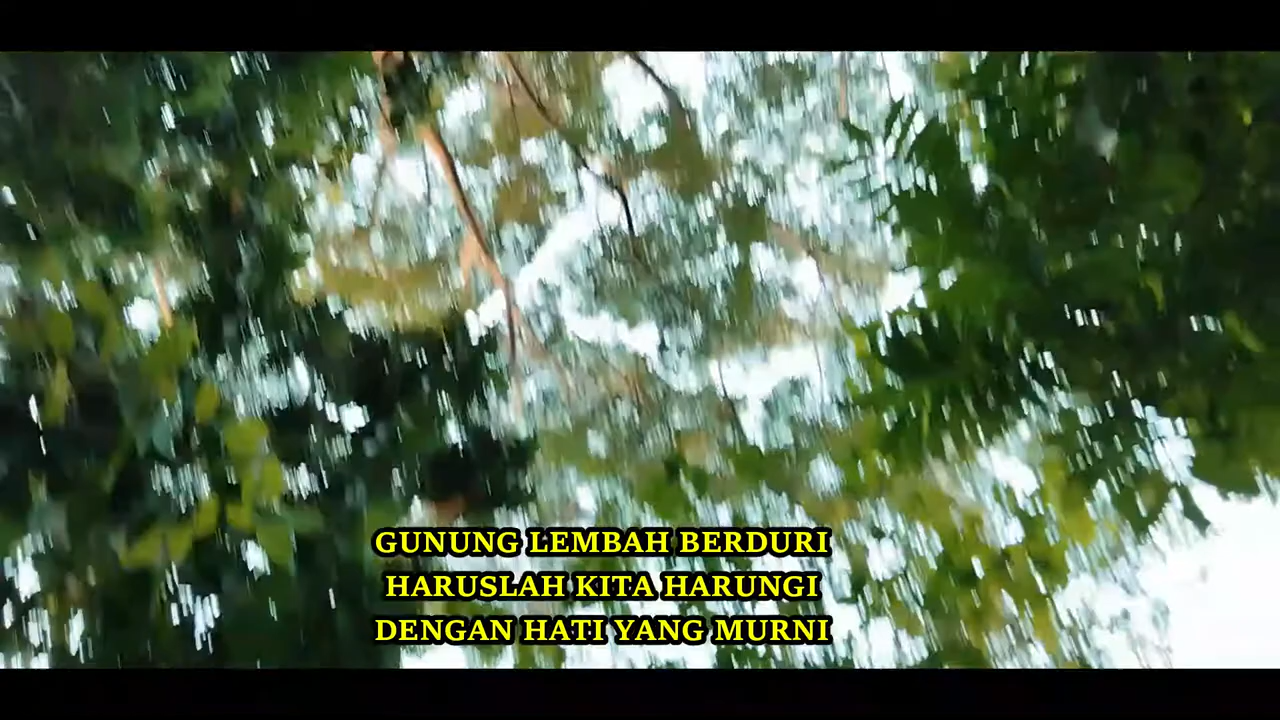 GUNUNG LEMBAH BERDURI
HARUSLAH KITA HARUNGI
DENGAN HATI YANG MURNI